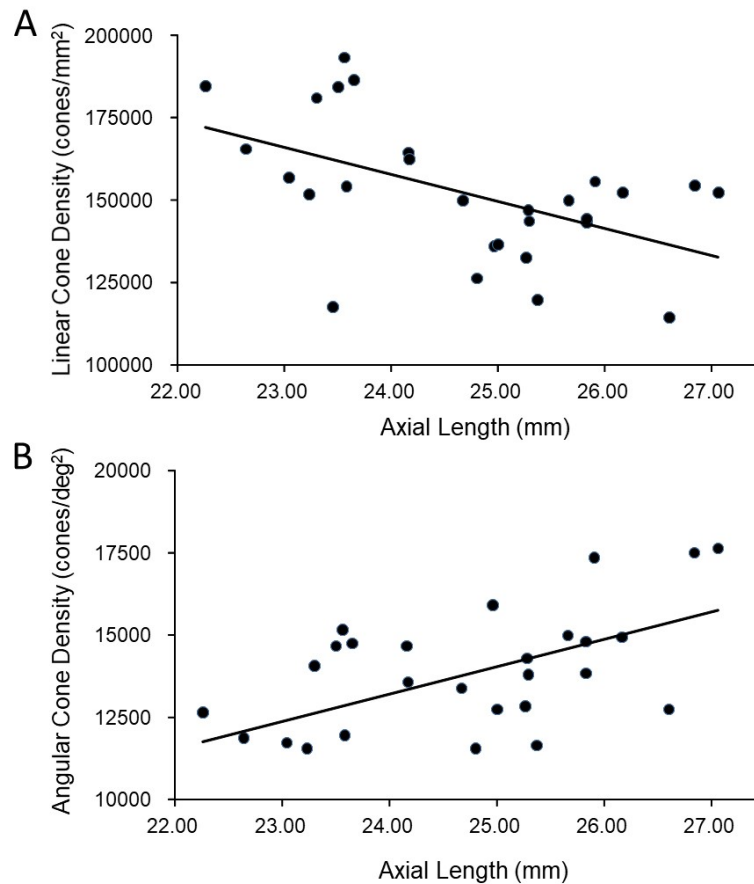 A
Linear Cone Density (cones/mm²)
200000
175000
150000
125000
100000
22.00 23.00 24.00 25.00 26.00 27.00
Axial Length (mm)
B
Angular Cone Density (cones/deg²)
20000
17500
15000
12500
10000
22.00 23.00 24.00 25.00 26.00 27.00
Axial Length (mm)